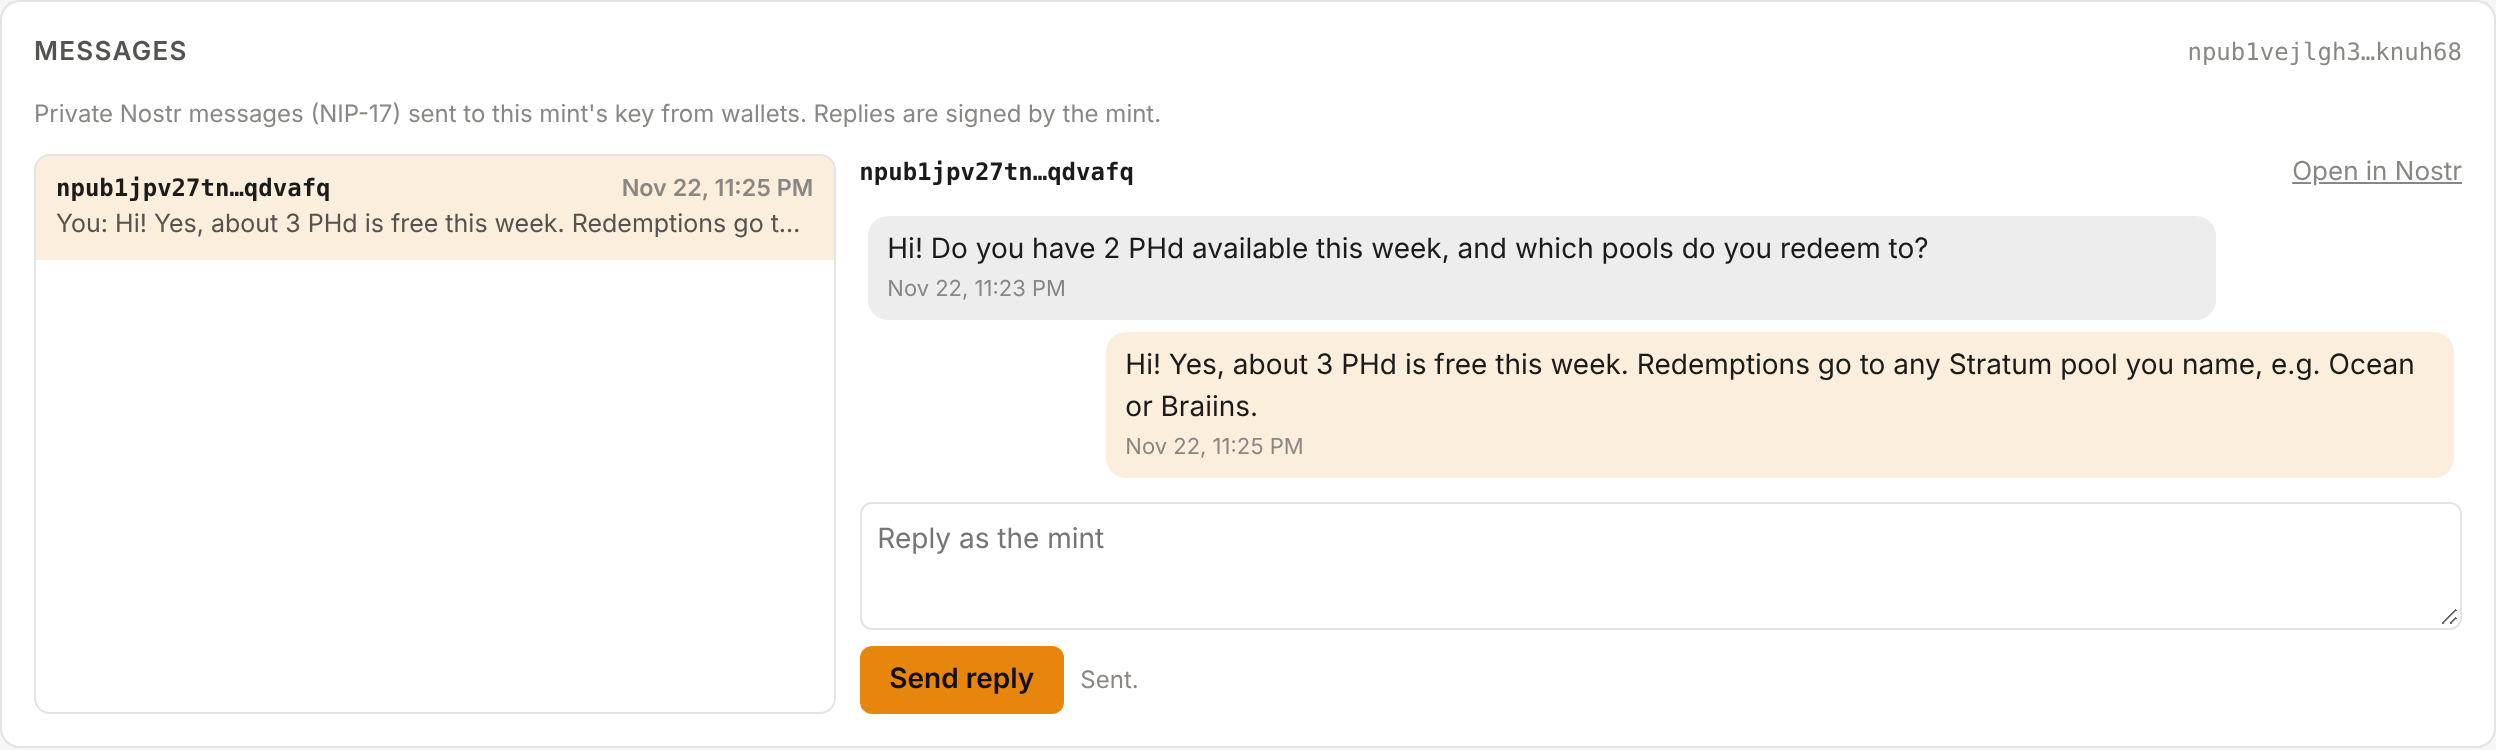 MESSAGES
npub1vejlgh3…knuh68
Private Nostr messages (NIP-17) sent to this mint's key from wallets. Replies are signed by the mint.
npub1jpv27tn…qdvafq
Nov 22, 11:25 PM
You: Hi! Yes, about 3 PHd is free this week. Redemptions go t…
npub1jpv27tn…qdvafq
Open in Nostr
Hi! Do you have 2 PHd available this week, and which pools do you redeem to?
Nov 22, 11:23 PM
Hi! Yes, about 3 PHd is free this week. Redemptions go to any Stratum pool you name, e.g. Ocean
or Braiins.
Nov 22, 11:25 PM
Reply as the mint
Send reply
Sent.